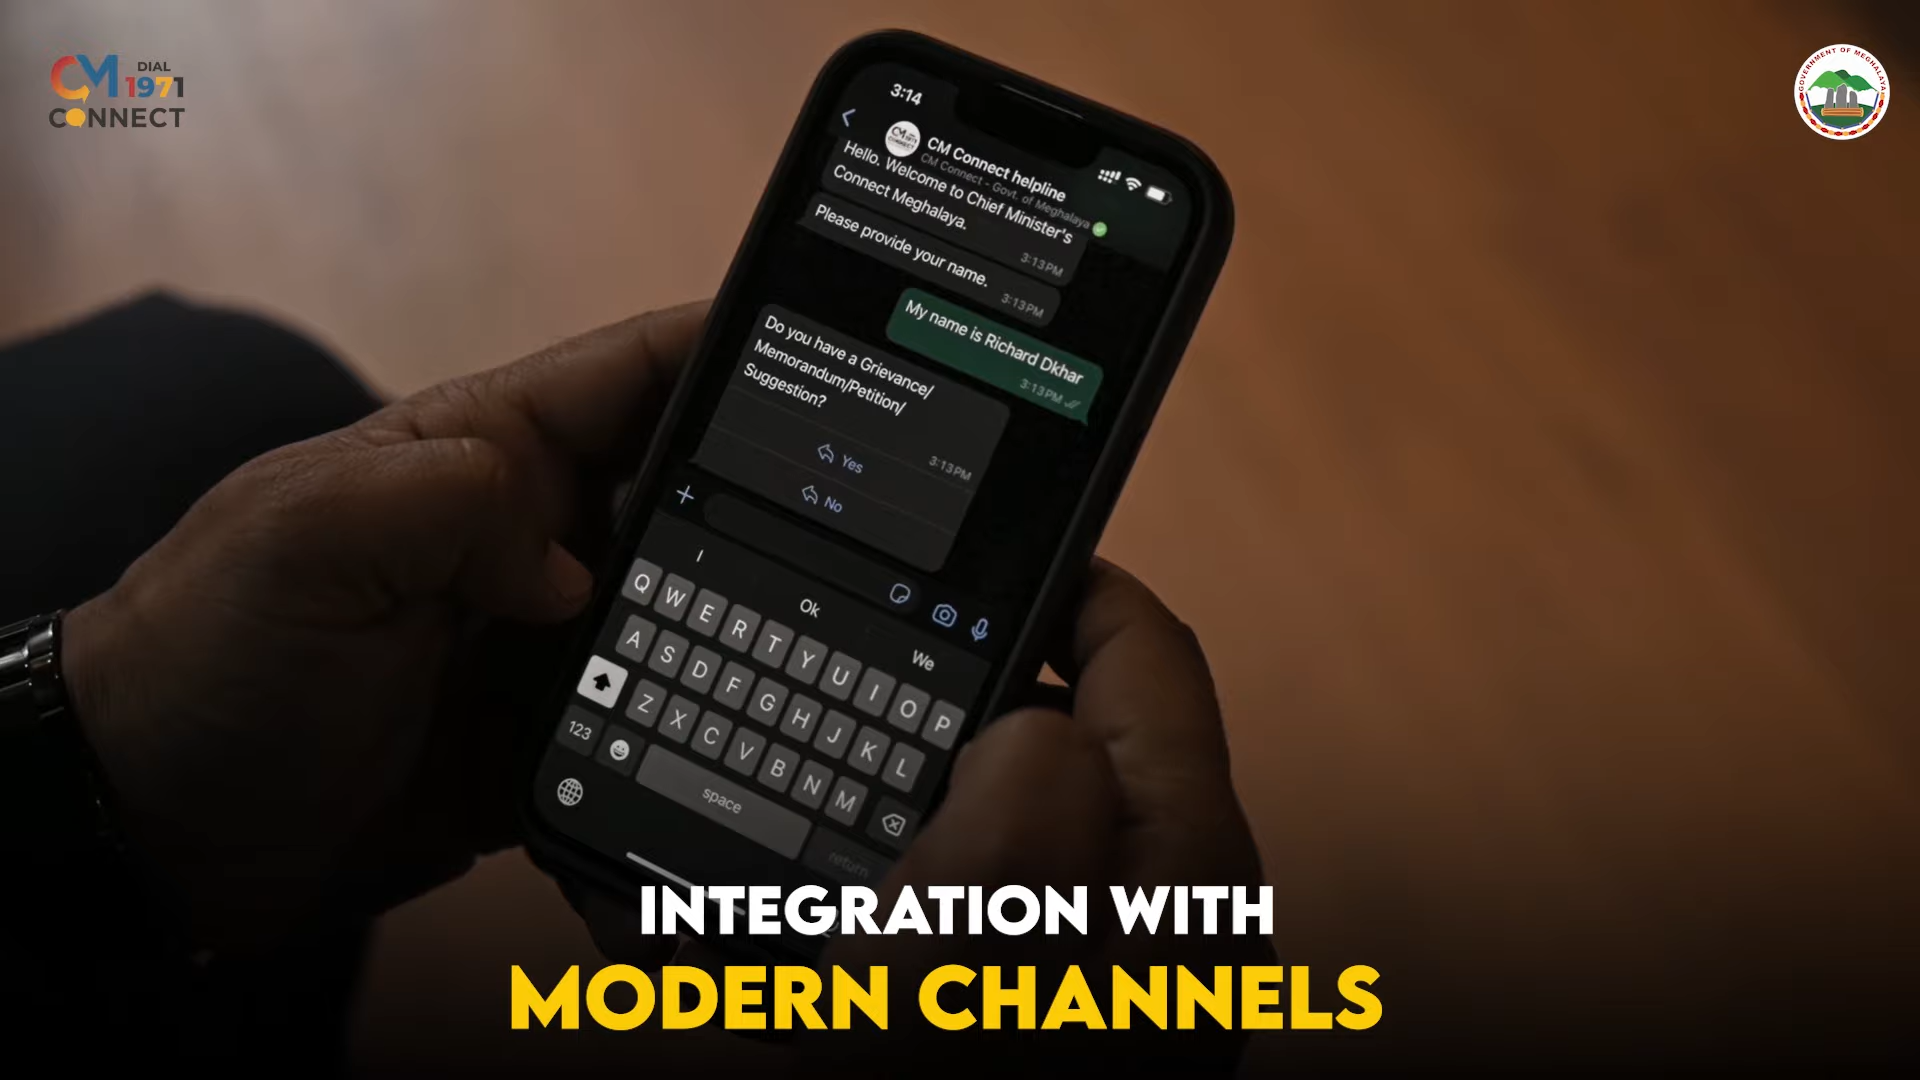 CM DIAL
1971
CONNECT
GOVERNMENT OF MEGHALAYA
3:14
CM Connect helpline
CM Connect - Govt. of Meghalaya
Hello. Welcome to Chief Minister's
Connect Meghalaya.
3:13 PM
Please provide your name.
3:13 PM
My name is Richard Dkhar
3:13 PM
Do you have a Grievance/
Memorandum/Petition/
Suggestion?
3:13 PM
Yes
No
I
Ok
We
Q W E R T Y U I O P
A S D F G H J K L
Z X C V B N M
123
space
return
INTEGRATION WITH
MODERN CHANNELS